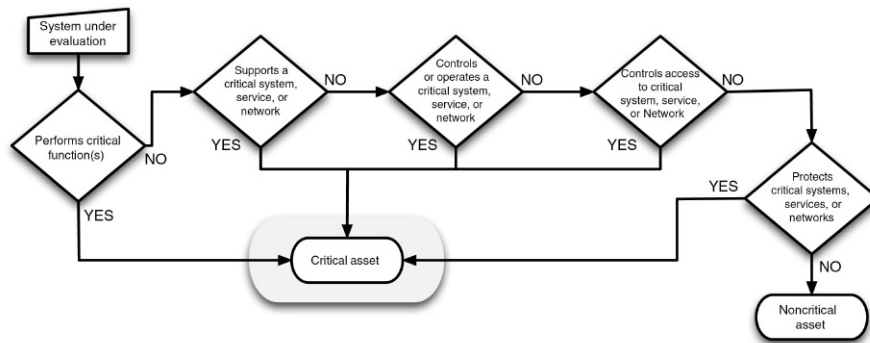 System under
evaluation
Performs critical
function(s)
NO
YES
Supports a
critical system,
service, or
network
NO
YES
Controls
or operates a
critical system,
service, or
network
NO
YES
Controls access
to critical
system, service,
or Network
NO
YES
Protects
critical systems,
services, or
networks
YES
NO
Critical asset
Noncritical
asset